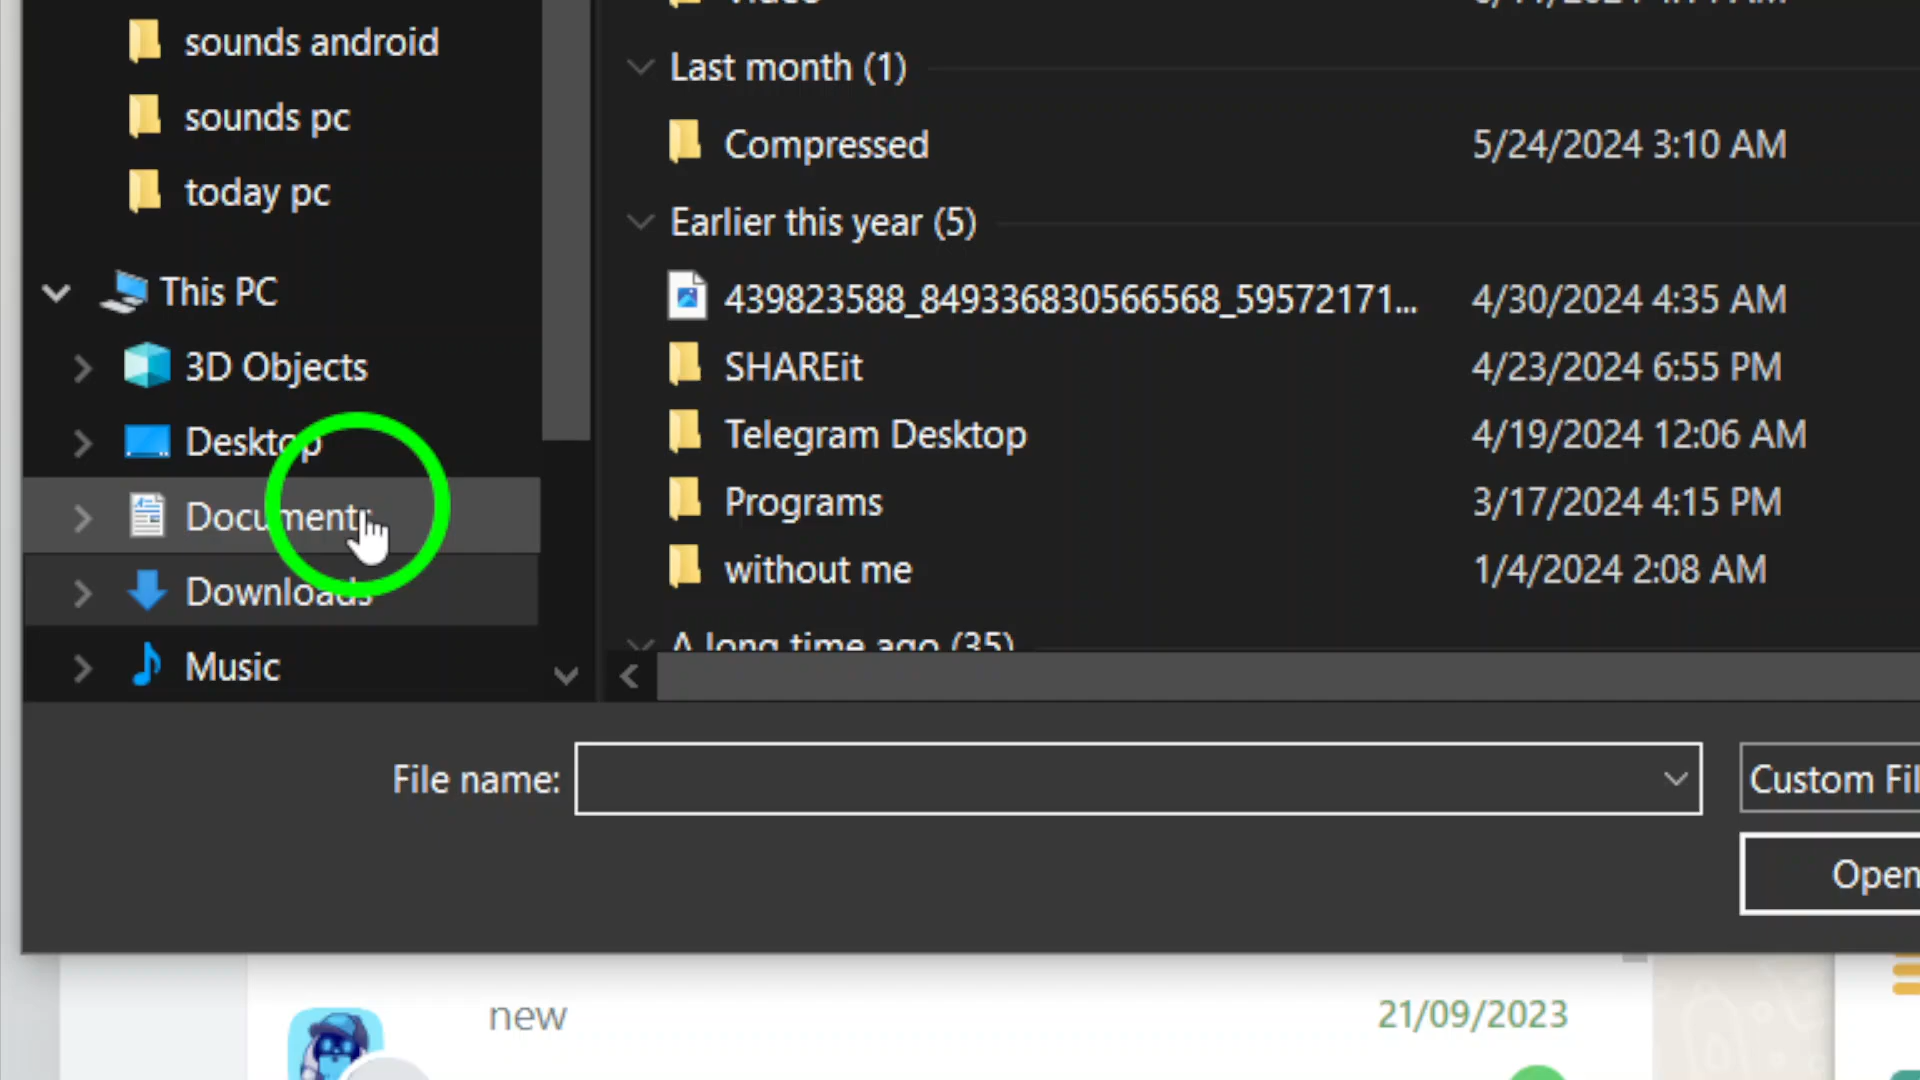 sounds android
sounds pc
today pc
This PC
3D Objects
Desktop
Documents
Downloads
Music
Last month (1)
Compressed 5/24/2024 3:10 AM
Earlier this year (5)
439823588_849336830566568_59572171... 4/30/2024 4:35 AM
SHAREit 4/23/2024 6:55 PM
Telegram Desktop 4/19/2024 12:06 AM
Programs 3/17/2024 4:15 PM
without me 1/4/2024 2:08 AM
A long time ago (35)
File name:
Custom Fil
Open
new 21/09/2023